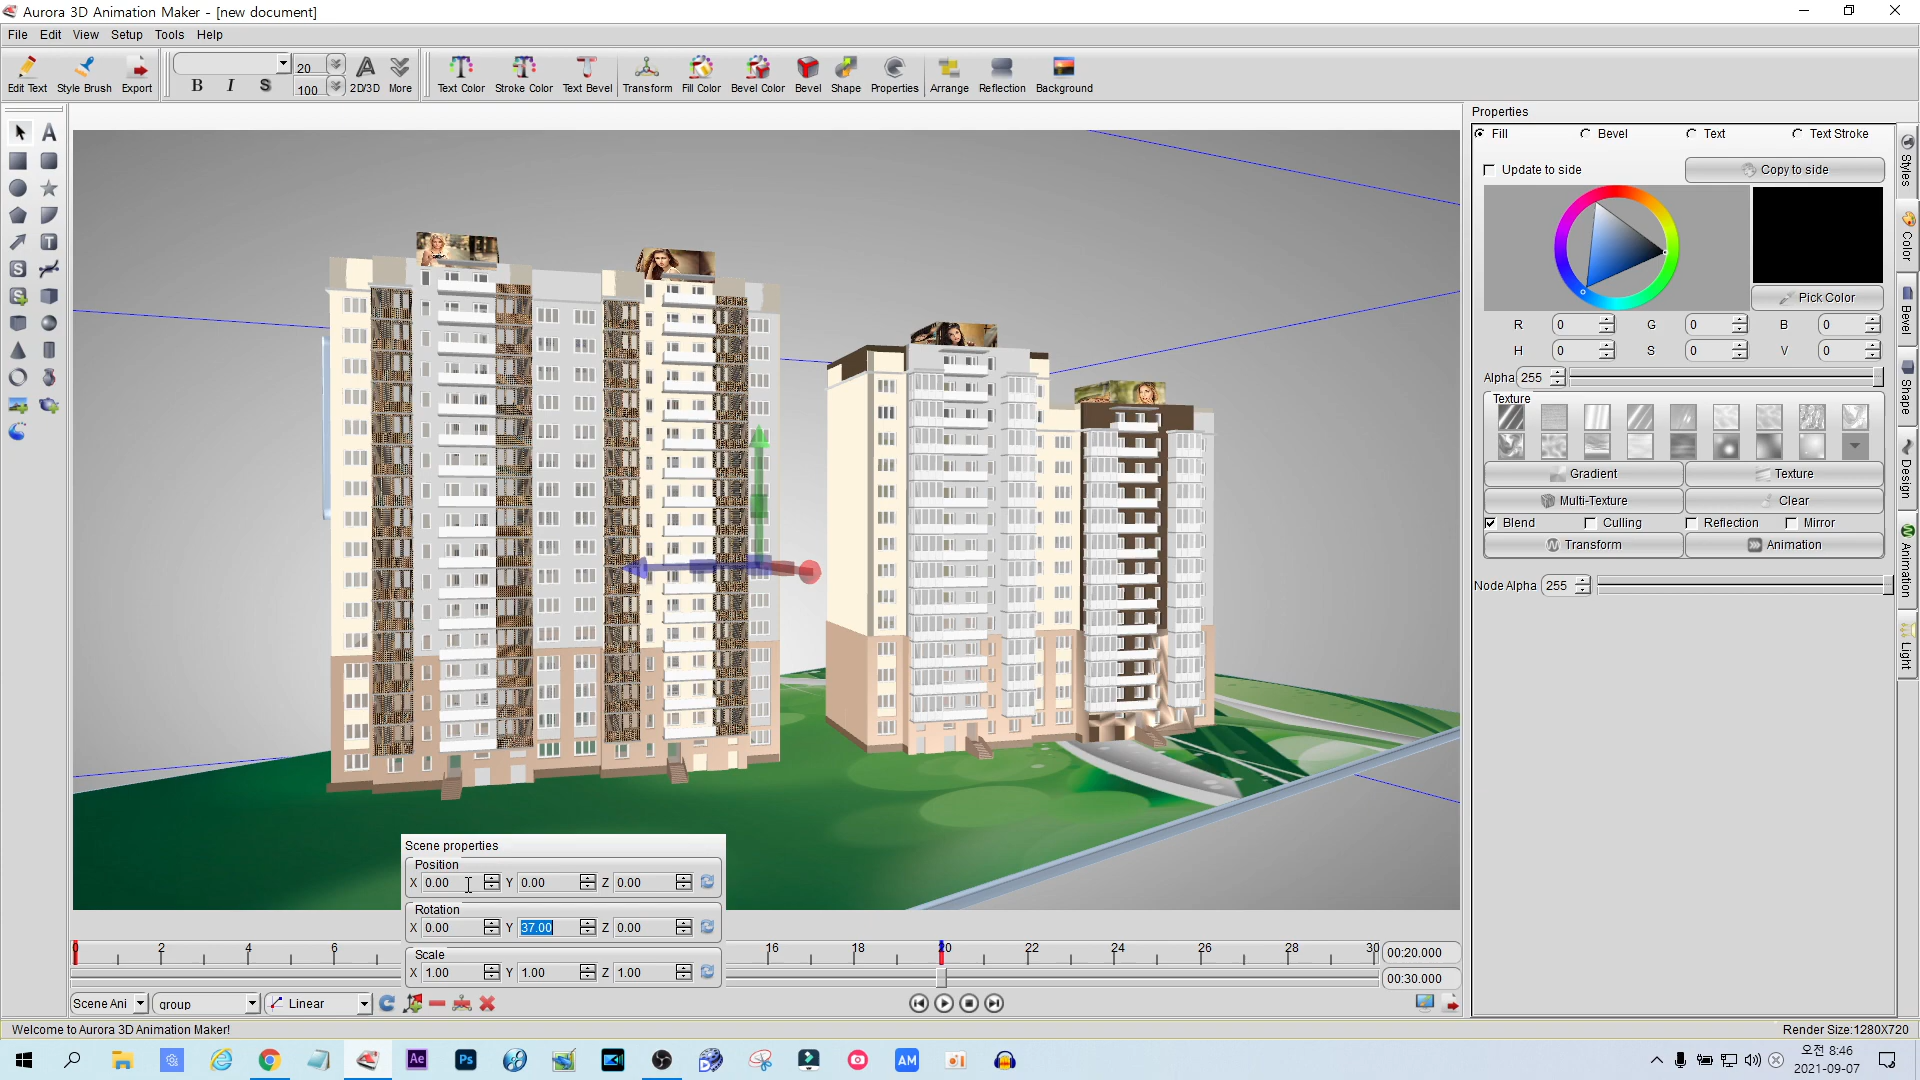 Aurora 3D Animation Maker - [new document]
File Edit View Setup Tools Help
20
100
B I S
Edit Text Style Brush Export 2D/3D More Text Color Stroke Color Text Bevel Transform Fill Color Bevel Color Bevel Shape Properties Arrange Reflection Background
Properties
Fill Bevel Text Text Stroke
Update to side Copy to side
Pick Color
R 0 G 0 B 0
H 0 S 0 V 0
Alpha 255
Texture
Gradient Texture
Multi-Texture Clear
Blend Culling Reflection Mirror
Transform Animation
Node Alpha 255
Styles
Color
Bevel
Shape
Design
Animation
Light
Scene properties
Position
X 0.00 Y 0.00 Z 0.00
Rotation
X 0.00 Y 37.00 Z 0.00
Scale
X 1.00 Y 1.00 Z 1.00
0 2 4 6 16 18 20 22 24 26 28 30
00:20.000
00:30.000
Scene Ani group Linear
Welcome to Aurora 3D Animation Maker!
Render Size:1280X720
Ae Ps AM
오전 8:46
2021-09-07